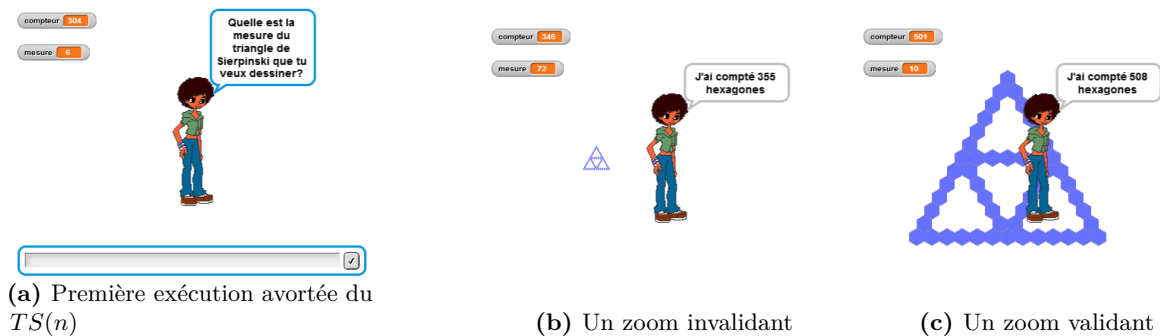 compteur 304
mesure 6
Quelle est la
mesure du
triangle de
Sierpinski que tu
veux dessiner?
(a) Première exécution avortée du
TS(n)
compteur 346
mesure 72
J'ai compté 355
hexagones
(b) Un zoom invalidant
compteur 501
mesure 10
J'ai compté 508
hexagones
(c) Un zoom validant